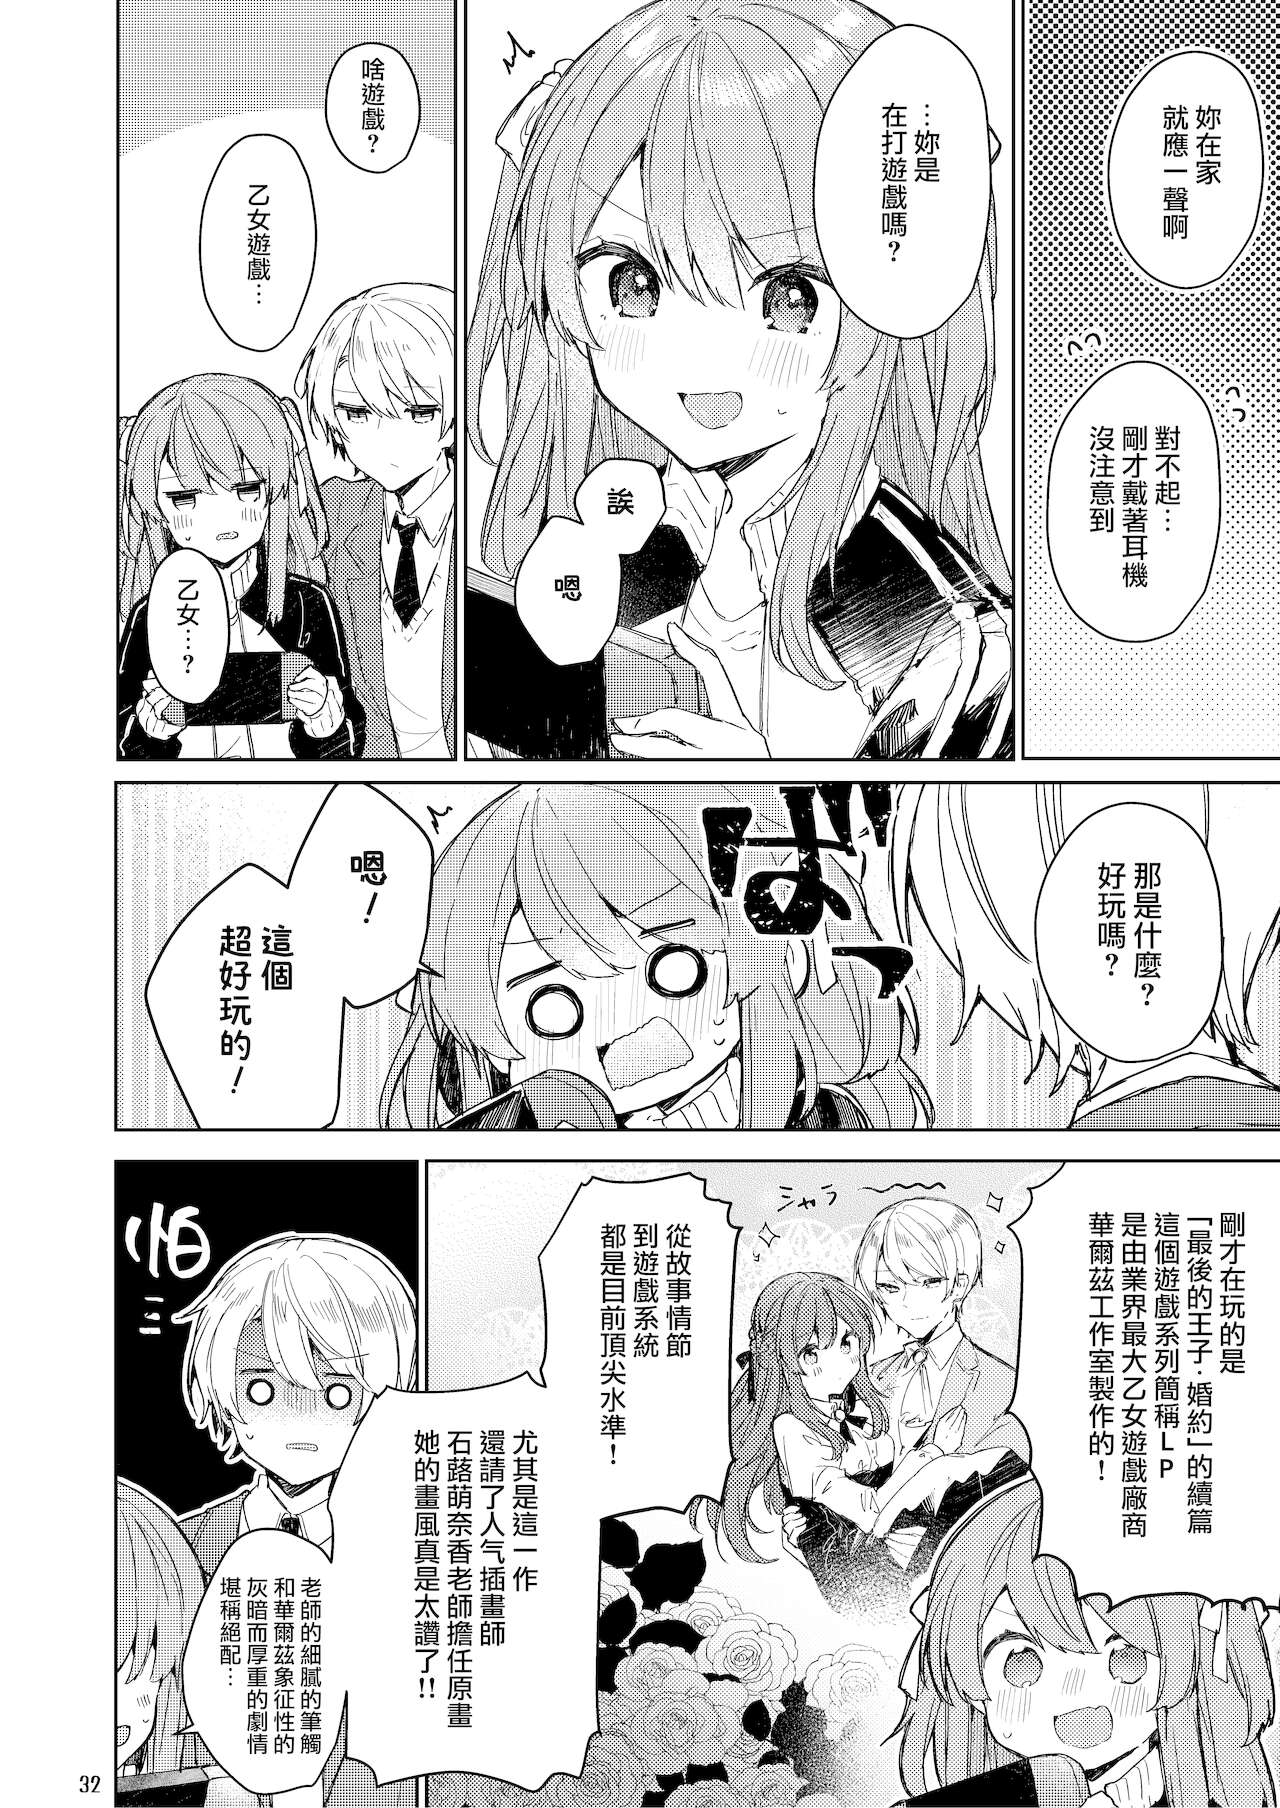 妳在家
就應一聲啊
對不起…
剛才戴著耳機
沒注意到
…妳是
在打遊戲嗎？
誒
嗯
啥遊戲？
乙女遊戲…
乙女…？
那是什麼？
好玩嗎？
ばっ
嗯！
這個
超好玩的！
剛才在玩的是
「最後的王子·婚約」的續篇
這個遊戲系列簡稱LP
是由業界最大乙女遊戲廠商
華爾茲工作室製作的！
シャラ
從故事情節
到遊戲系統
都是目前頂尖水準！
尤其是這一作
還請了人气插畫師
石蕗萌奈香老師擔任原畫
她的畫風真是太讚了!!
怕
老師的細膩的筆觸
和華爾茲象征性的
灰暗而厚重的劇情
堪稱絕配…
32